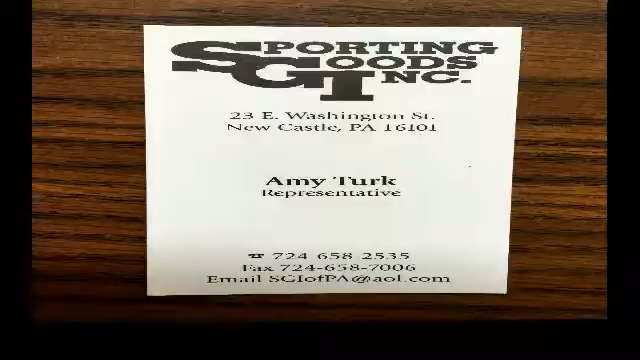 SPORTING
GOODS
INC.
23 E. Washington St.
New Castle, PA 16101
Amy Turk
Representative
☎ 724 658 2535
Fax 724-658-7006
Email SGIofPA@aol.com